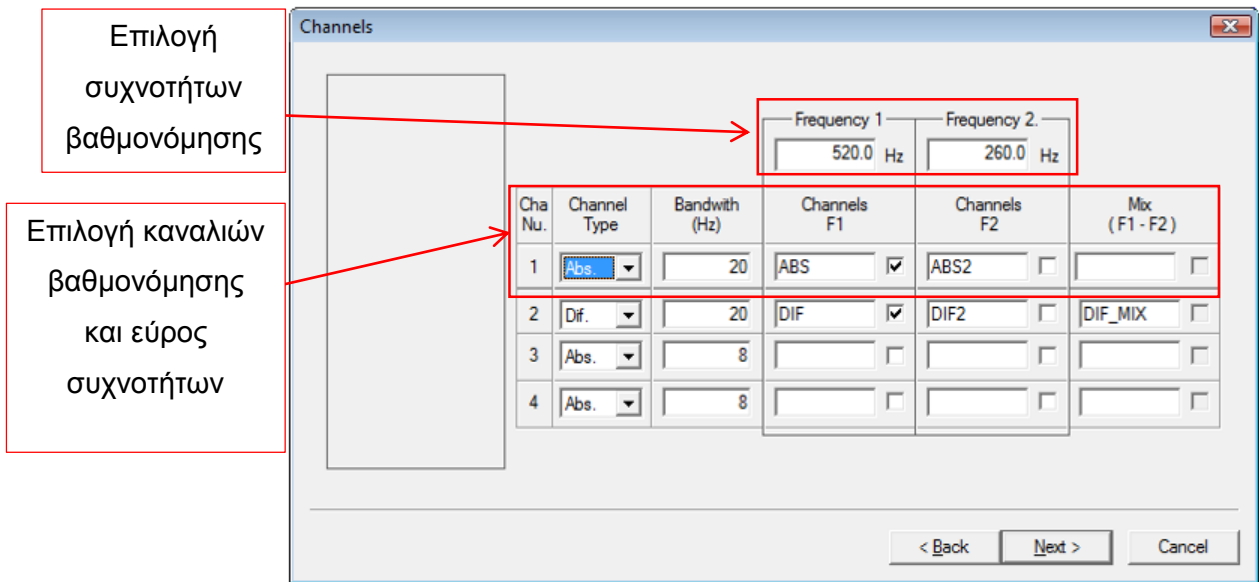 Επιλογή
συχνοτήτων
βαθμονόμησης
Επιλογή καναλιών
βαθμονόμησης
και εύρος
συχνοτήτων
Channels
Frequency 1 Frequency 2.
520.0 Hz 260.0 Hz
Cha Channel Bandwith Channels Channels Mix
Nu. Type (Hz) F1 F2 ( F1 - F2 )
1 Abs. 20 ABS ABS2
2 Dif. 20 DIF DIF2 DIF_MIX
3 Abs. 8
4 Abs. 8
< Back Next > Cancel